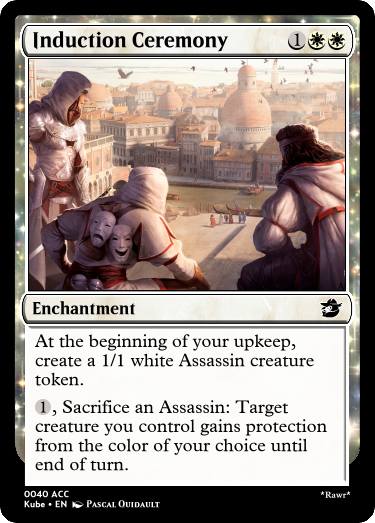 Induction Ceremony 1
Enchantment
At the beginning of your upkeep,
create a 1/1 white Assassin creature
token.
1, Sacrifice an Assassin: Target
creature you control gains protection
from the color of your choice until
end of turn.
0040 ACC
Kube • EN Pascal Quidault
*Rawr*